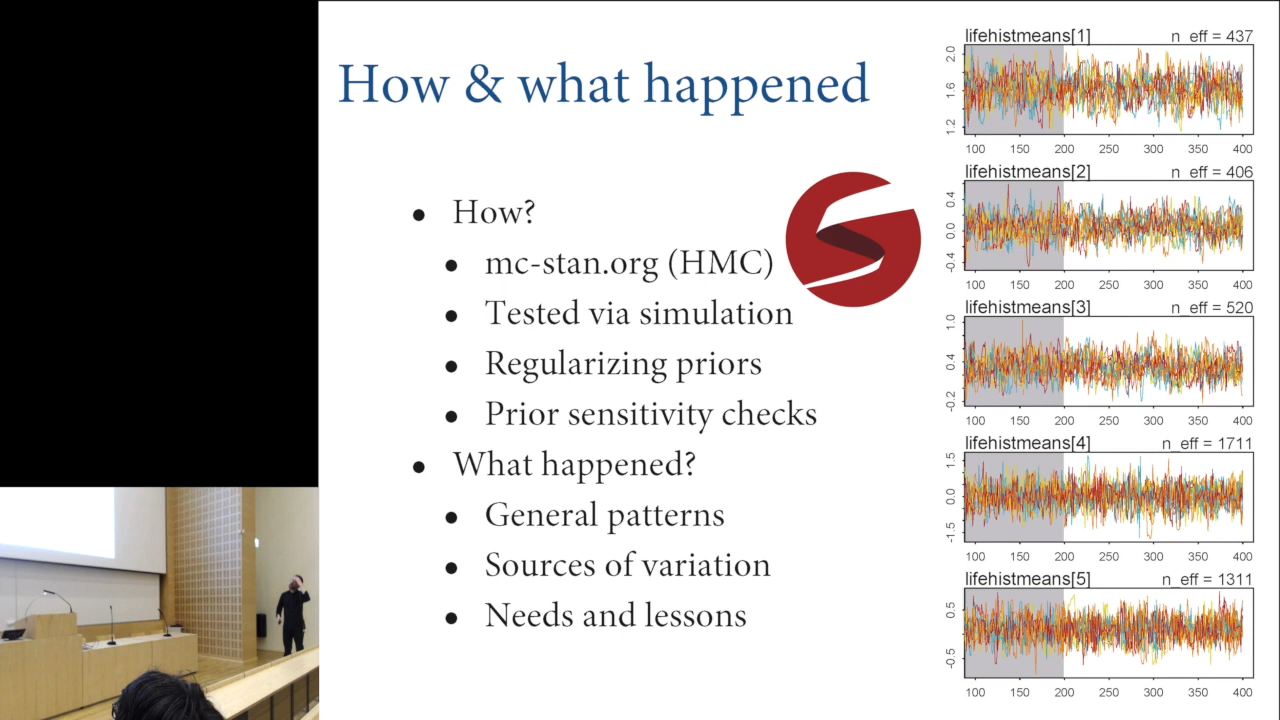 How & what happened
• How?
• mc-stan.org (HMC)
• Tested via simulation
• Regularizing priors
• Prior sensitivity checks
• What happened?
• General patterns
• Sources of variation
• Needs and lessons
lifehistmeans[1] n_eff = 437
2.0
1.6
1.2
100 150 200 250 300 350 400
lifehistmeans[2] n_eff = 406
0.4
0.0
-0.4
100 150 200 250 300 350 400
lifehistmeans[3] n_eff = 520
1.0
0.4
-0.2
100 150 200 250 300 350 400
lifehistmeans[4] n_eff = 1711
1.5
0.0
-1.5
100 150 200 250 300 350 400
lifehistmeans[5] n_eff = 1311
0.5
-0.5
100 150 200 250 300 350 400